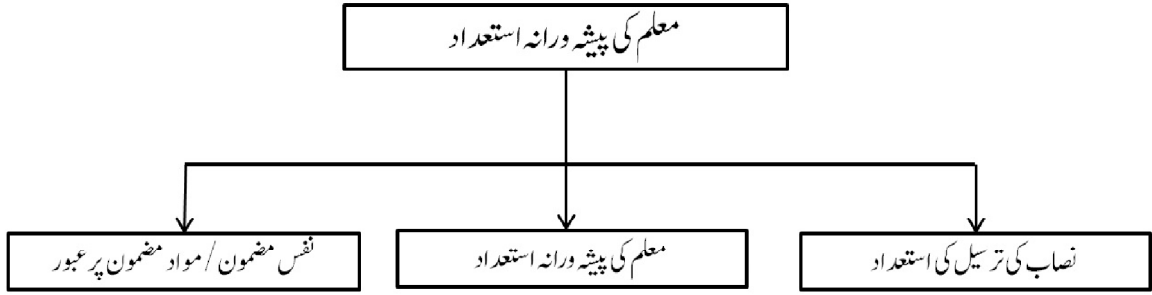 معلم کی پیشہ ورانہ استعداد
نصاب کی ترسیل کی استعداد
معلم کی پیشہ ورانہ استعداد
نفس مضمون / مواد مضمون پر عبور